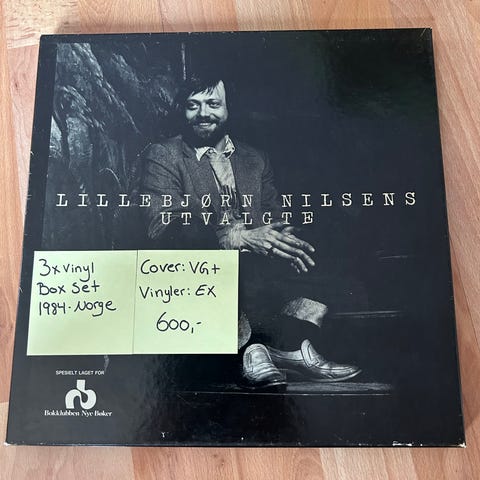 LILLEBJØRN NILSENS
UTVALGTE
3xVinyl
Box Set
1984-Norge
Cover: VG+
Vinyler: EX
600,-
SPESIELT LAGET FOR
Bokklubben Nye Bøker